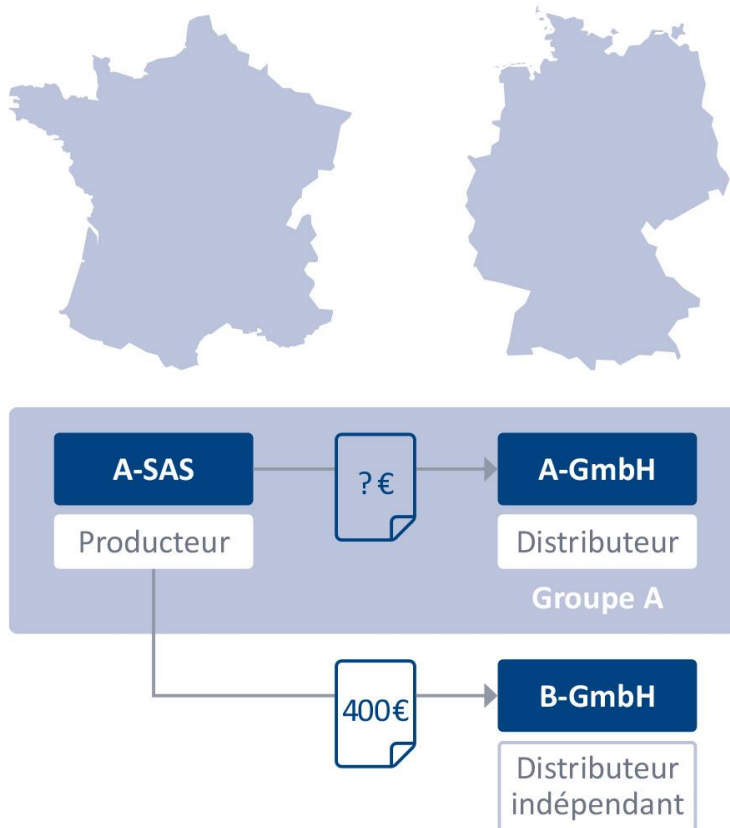 A-SAS
? €
A-GmbH
Producteur
Distributeur
Groupe A
400 €
B-GmbH
Distributeur
indépendant